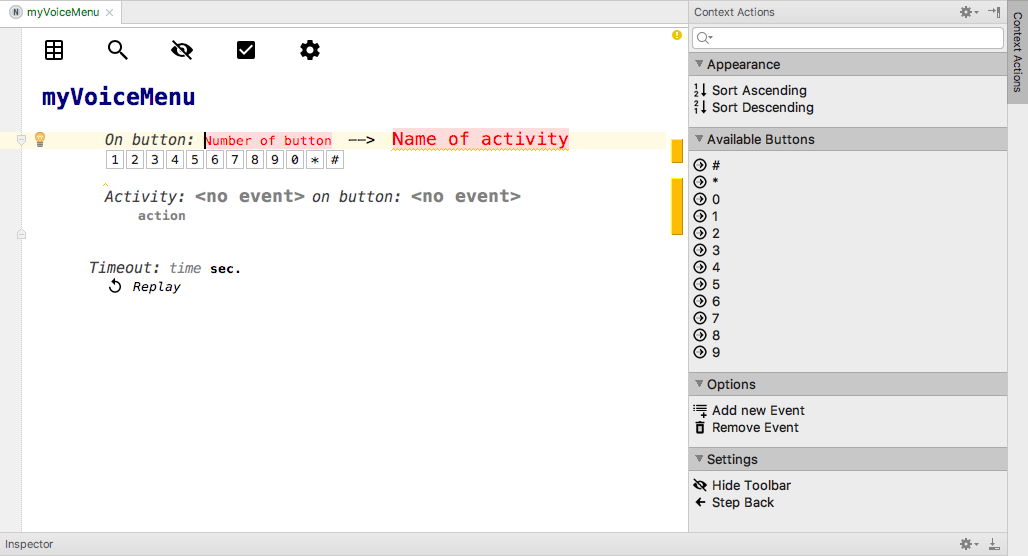 N myVoiceMenu
myVoiceMenu
On button: Number of button --> Name of activity
1 2 3 4 5 6 7 8 9 0 * #
Activity: <no event> on button: <no event>
action
Timeout: time sec.
Replay
Context Actions
Appearance
Sort Ascending
Sort Descending
Available Buttons
#
*
0
1
2
3
4
5
6
7
8
9
Options
Add new Event
Remove Event
Settings
Hide Toolbar
Step Back
Context Actions
Inspector